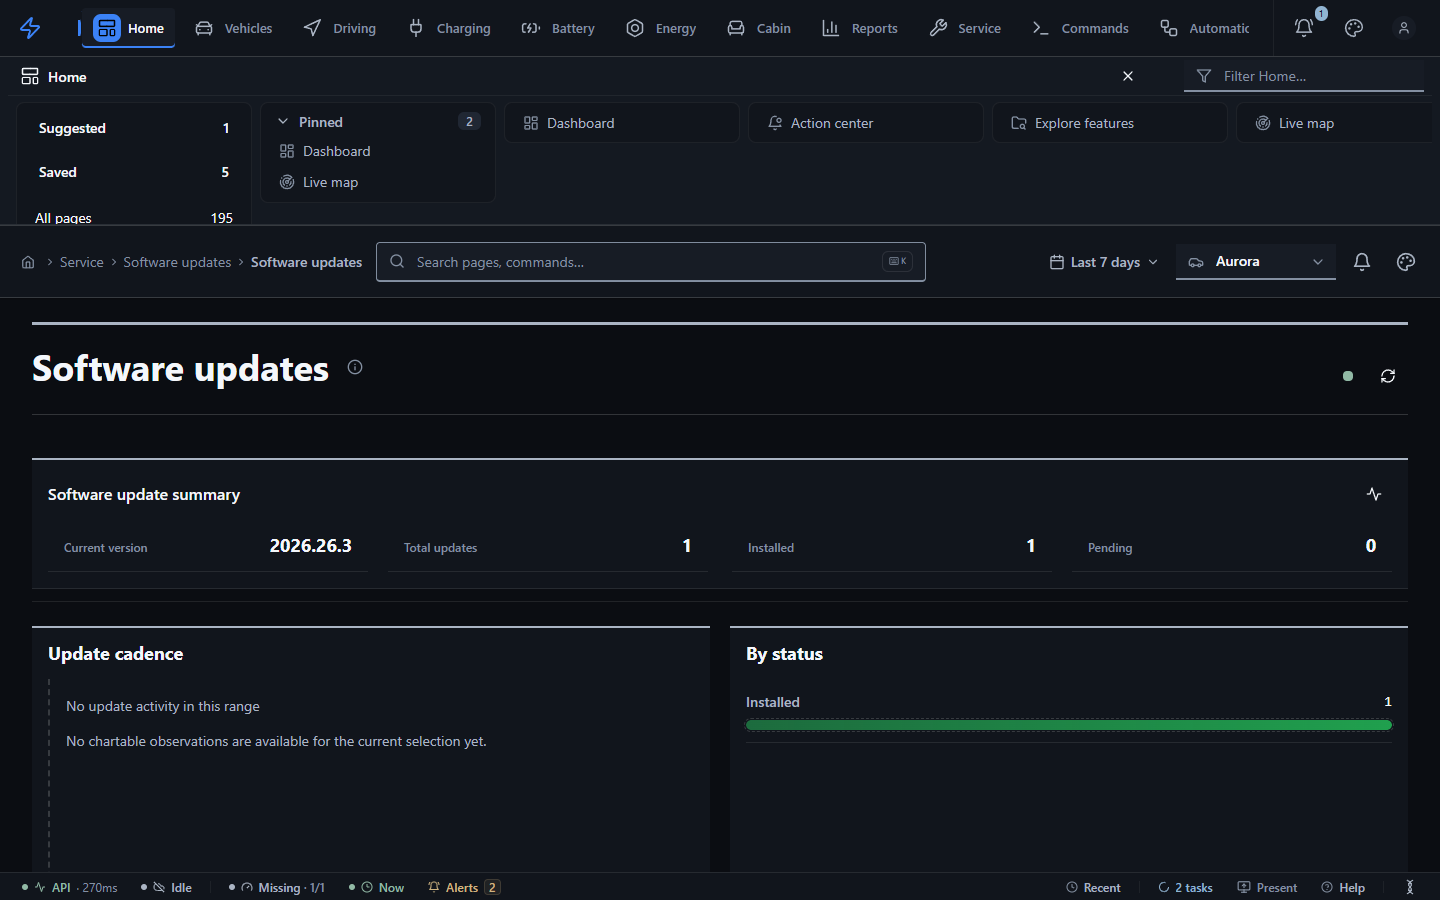 Home
Vehicles
Driving
Charging
Battery
Energy
Cabin
Reports
Service
Commands
Automatic
1
Home
Filter Home...
Suggested 1
Saved 5
All pages 195
Pinned 2
Dashboard
Live map
Dashboard
Action center
Explore features
Live map
Service
Software updates
Software updates
Search pages, commands...
K
Last 7 days
Aurora
Software updates
Software update summary
Current version 2026.26.3
Total updates 1
Installed 1
Pending 0
Update cadence
No update activity in this range
No chartable observations are available for the current selection yet.
By status
Installed 1
API · 270ms
Idle
Missing · 1/1
Now
Alerts 2
Recent
2 tasks
Present
Help